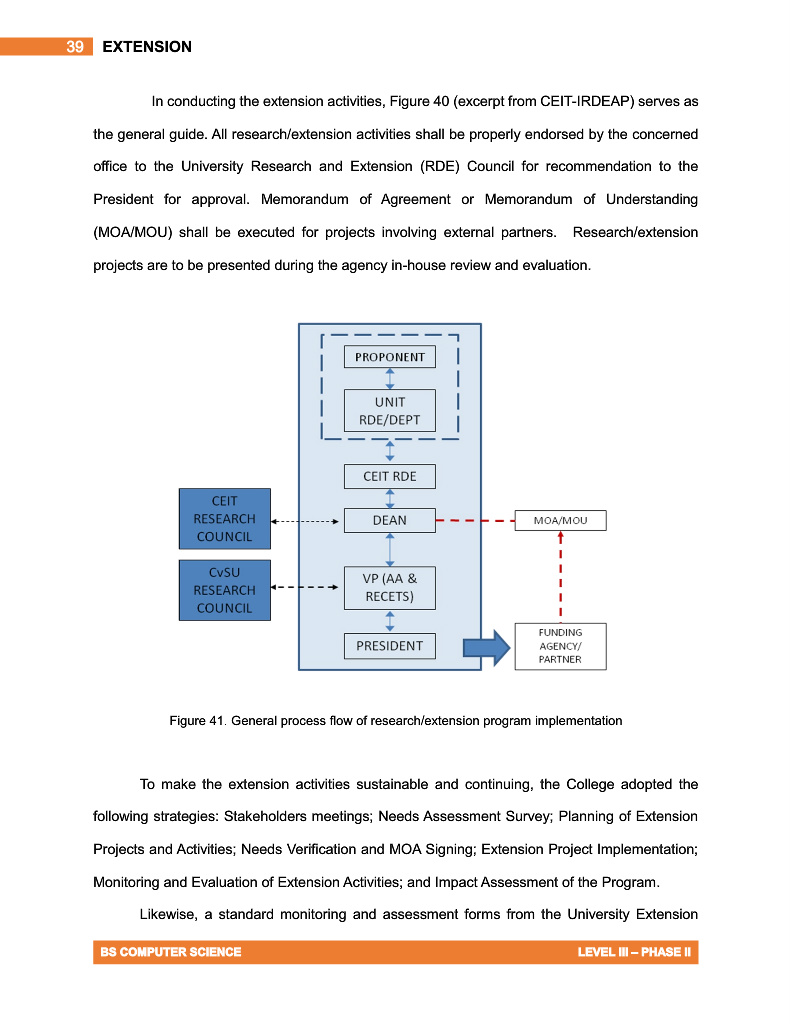 39 EXTENSION
In conducting the extension activities, Figure 40 (excerpt from CEIT-IRDEAP) serves as
the general guide. All research/extension activities shall be properly endorsed by the concerned
office to the University Research and Extension (RDE) Council for recommendation to the
President for approval. Memorandum of Agreement or Memorandum of Understanding
(MOA/MOU) shall be executed for projects involving external partners. Research/extension
projects are to be presented during the agency in-house review and evaluation.
PROPONENT
UNIT
RDE/DEPT
CEIT RDE
CEIT
RESEARCH
COUNCIL
DEAN
MOA/MOU
CvSU
RESEARCH
COUNCIL
VP (AA &
RECETS)
PRESIDENT
FUNDING
AGENCY/
PARTNER
Figure 41. General process flow of research/extension program implementation
To make the extension activities sustainable and continuing, the College adopted the
following strategies: Stakeholders meetings; Needs Assessment Survey; Planning of Extension
Projects and Activities; Needs Verification and MOA Signing; Extension Project Implementation;
Monitoring and Evaluation of Extension Activities; and Impact Assessment of the Program.
Likewise, a standard monitoring and assessment forms from the University Extension
BS COMPUTER SCIENCE LEVEL III – PHASE II